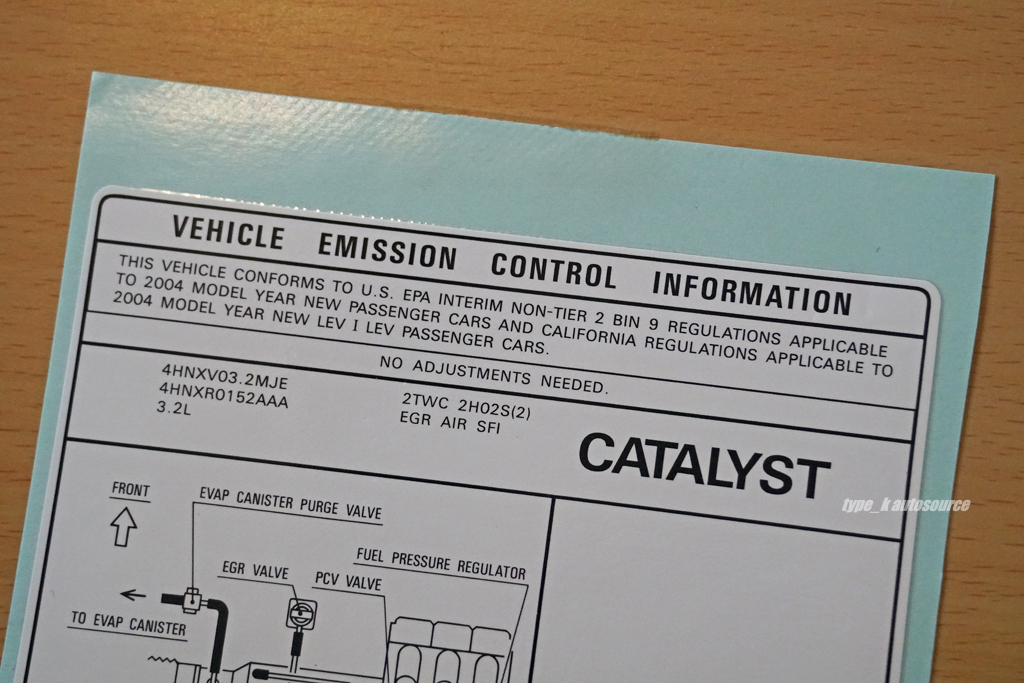 VEHICLE EMISSION CONTROL INFORMATION
THIS VEHICLE CONFORMS TO U.S. EPA INTERIM NON-TIER 2 BIN 9 REGULATIONS APPLICABLE
TO 2004 MODEL YEAR NEW PASSENGER CARS AND CALIFORNIA REGULATIONS APPLICABLE TO
2004 MODEL YEAR NEW LEV I LEV PASSENGER CARS.
NO ADJUSTMENTS NEEDED.
4HNXV03.2MJE
4HNXR0152AAA
3.2L
2TWC 2HO2S(2)
EGR AIR SFI
CATALYST
type_k autosource
FRONT
EVAP CANISTER PURGE VALVE
FUEL PRESSURE REGULATOR
EGR VALVE
PCV VALVE
TO EVAP CANISTER